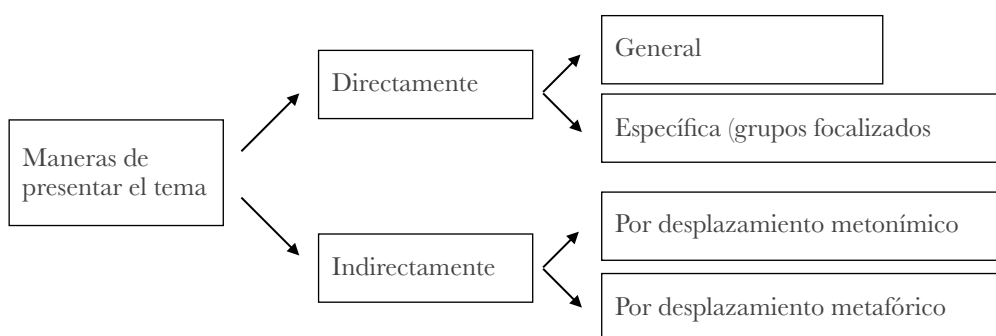 Maneras de
presentar el tema
Directamente
General
Específica (grupos focalizados
Indirectamente
Por desplazamiento metonímico
Por desplazamiento metafórico